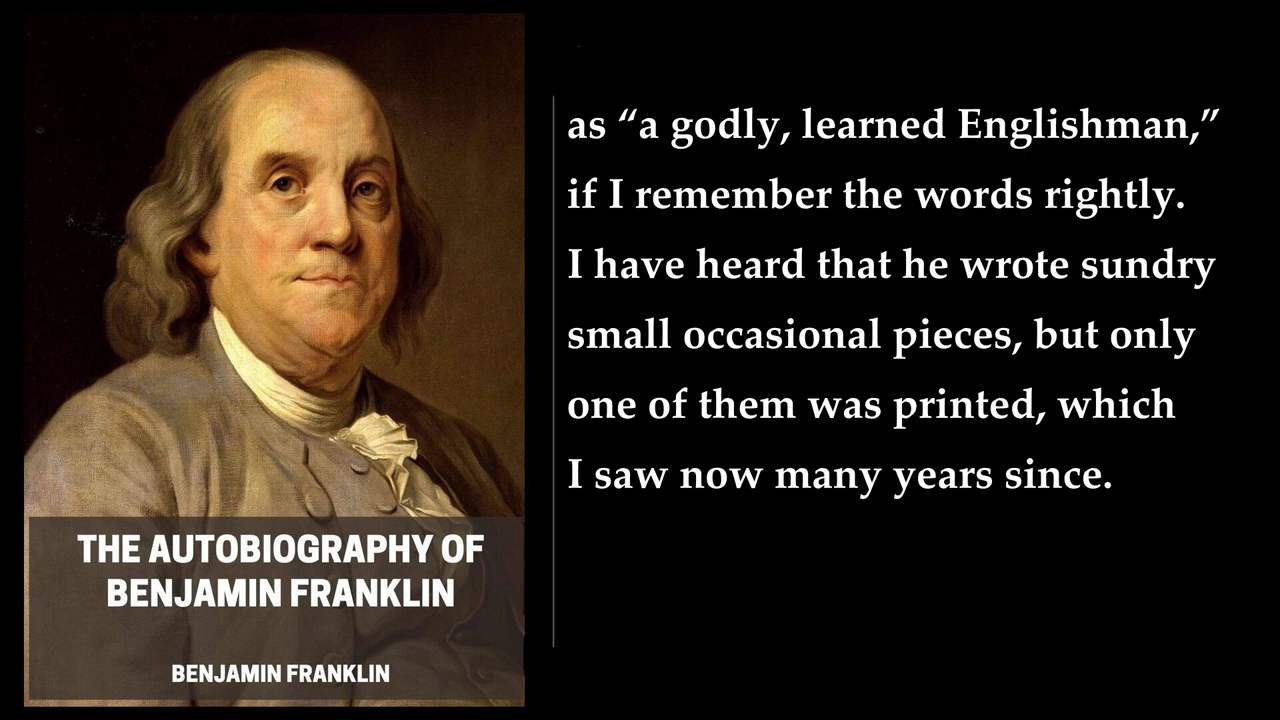 as “a godly, learned Englishman,”
if I remember the words rightly.
I have heard that he wrote sundry
small occasional pieces, but only
one of them was printed, which
I saw now many years since.
THE AUTOBIOGRAPHY OF
BENJAMIN FRANKLIN
BENJAMIN FRANKLIN